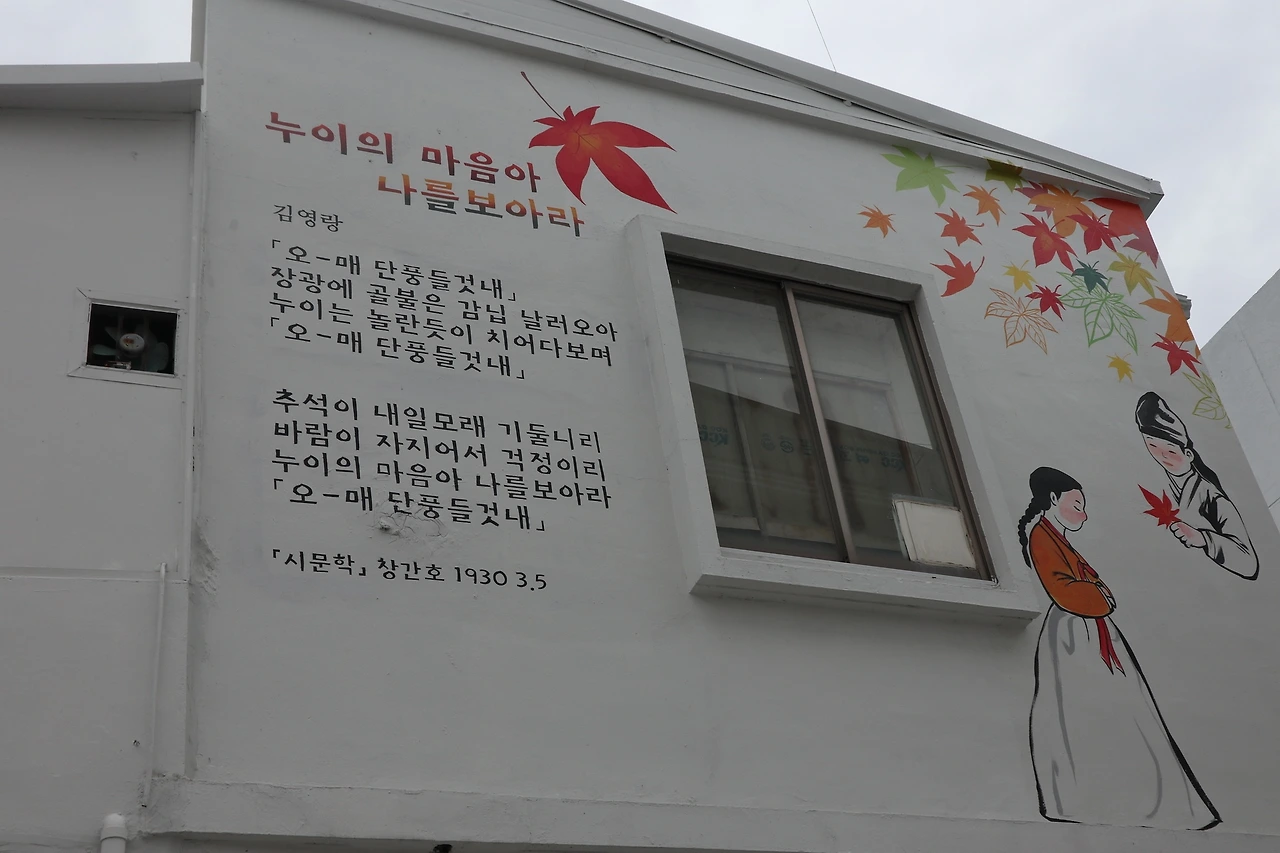 누이의 마음아
나를보아라
김영랑
「오-매 단풍들것내」
장광에 골불은 감닙 날러오아
누이는 놀란듯이 치어다보며
「오-매 단풍들것내」
추석이 내일모래 기둘니리
바람이 자지어서 걱정이리
누이의 마음아 나를보아라
「오-매 단풍들것내」
「시문학」 창간호 1930 3.5